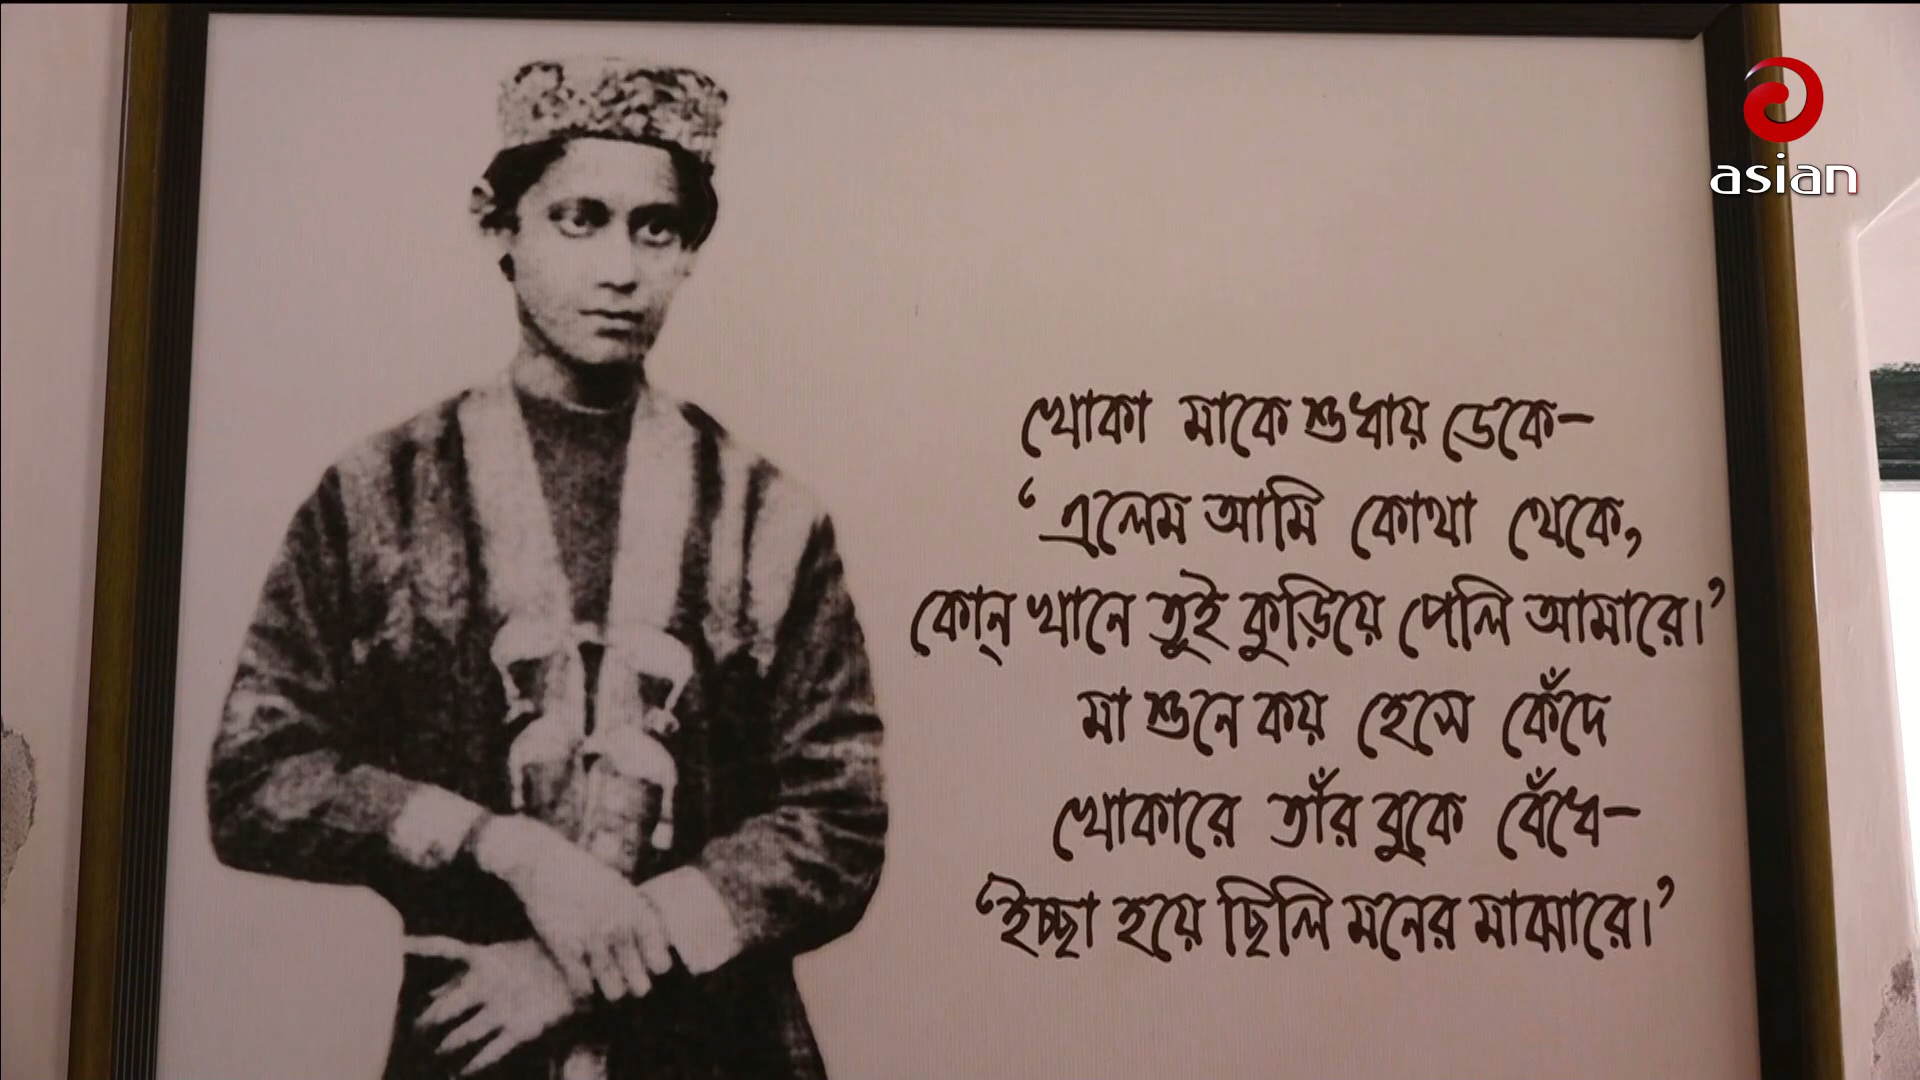 asian
খোকা মাকে শুধায় ডেকে–
‘এলেম আমি কোথা থেকে,
কোন্ খানে তুই কুড়িয়ে পেলি আমারে।’
মা শুনে কয় হেসে কেঁদে
খোকারে তাঁর বুকে বেঁধে–
‘ইচ্ছা হয়ে ছিলি মনের মাঝারে।’